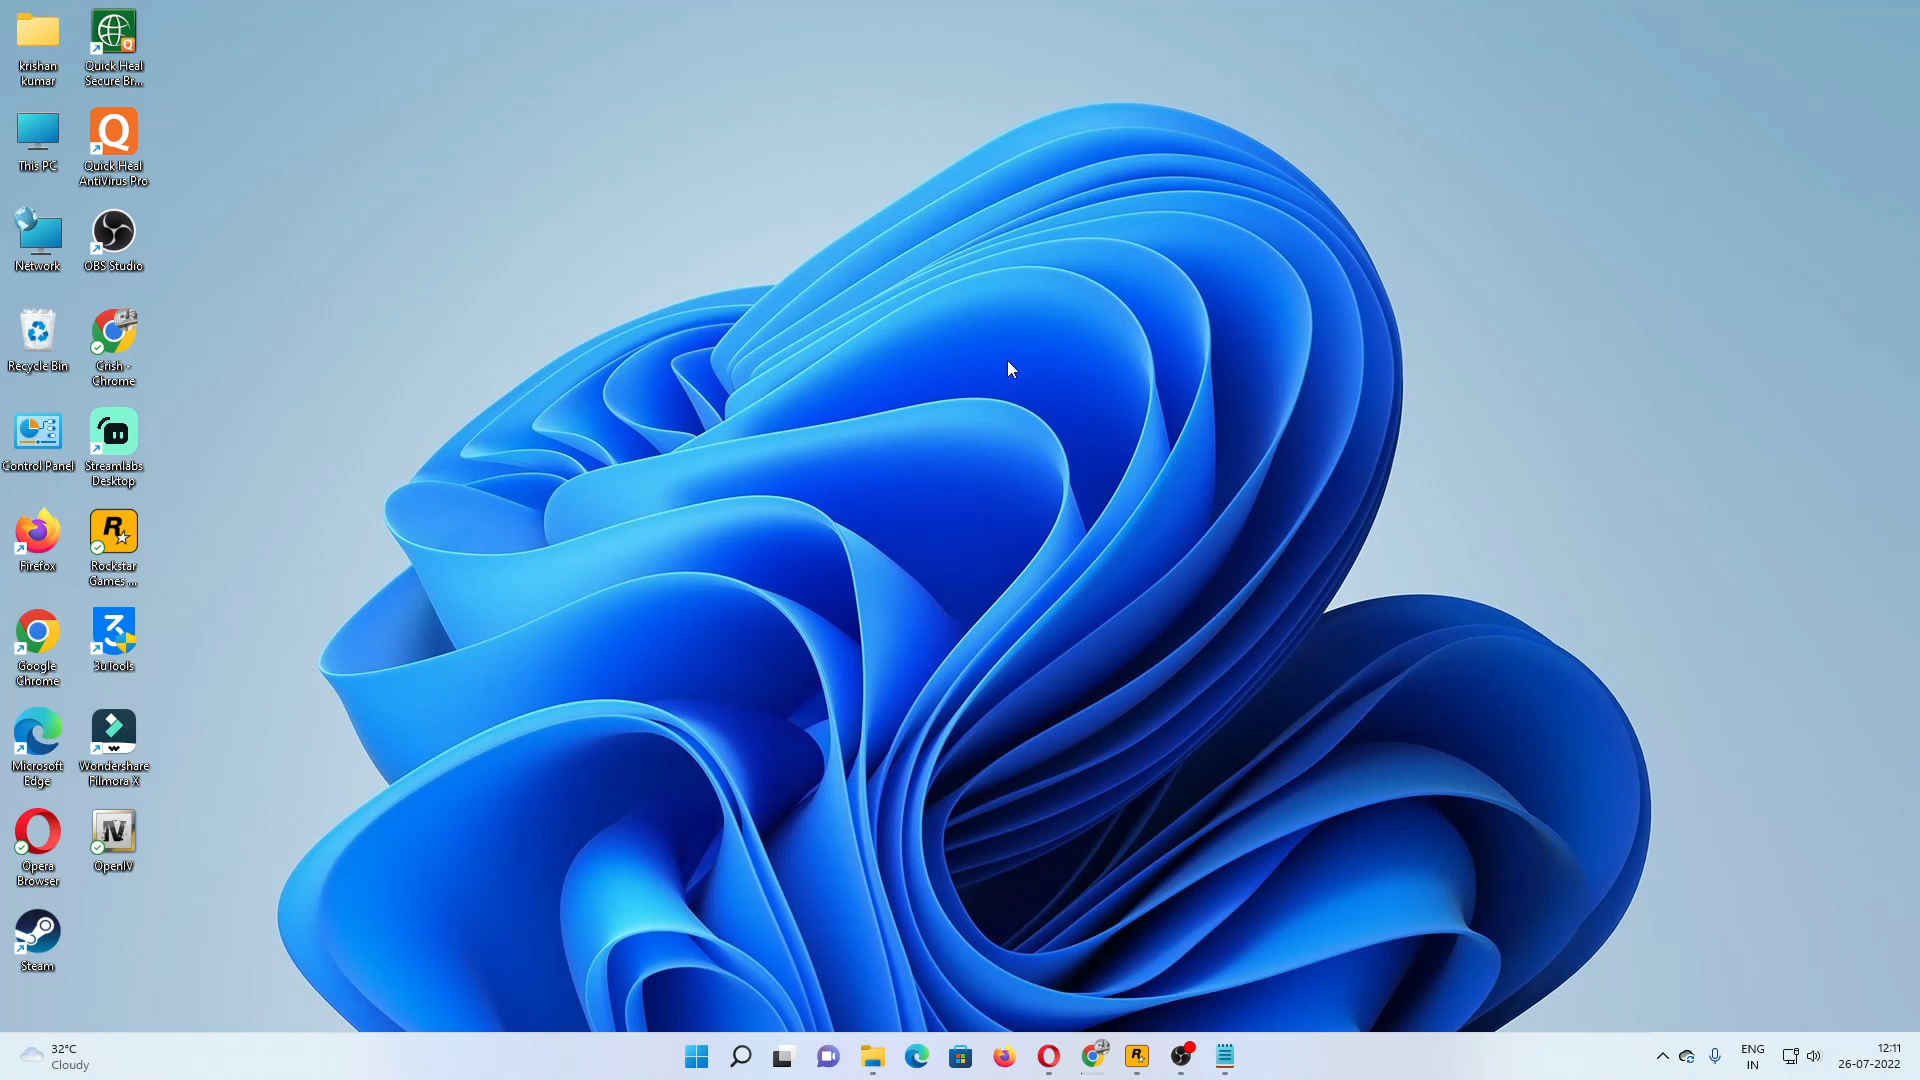 krishan
kumar
Quick Heal
Secure Br...
This PC
Quick Heal
AntiVirus Pro
Network
OBS Studio
Recycle Bin
Crish -
Chrome
Control Panel
Streamlabs
Desktop
Firefox
Rockstar
Games ...
Google
Chrome
3uTools
Microsoft
Edge
Wondershare
Filmora X
Opera
Browser
OpenIV
Steam
32°C
Cloudy
ENG
IN
12:11
26-07-2022